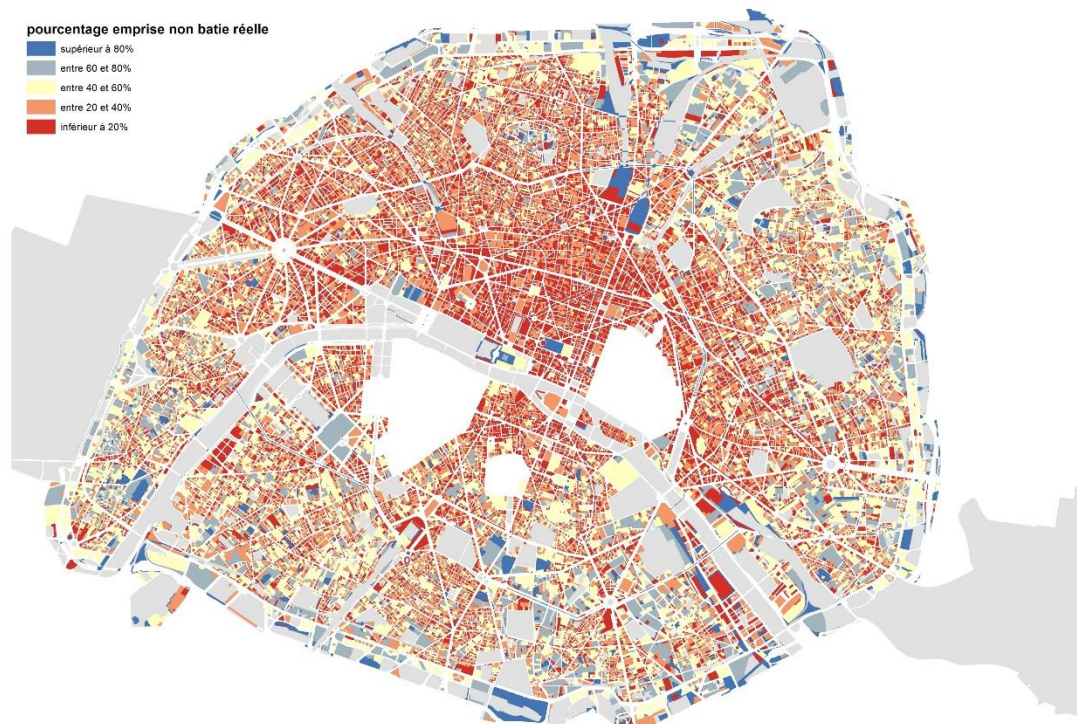 pourcentage emprise non batie réelle
supérieur à 80%
entre 60 et 80%
entre 40 et 60%
entre 20 et 40%
inférieur à 20%